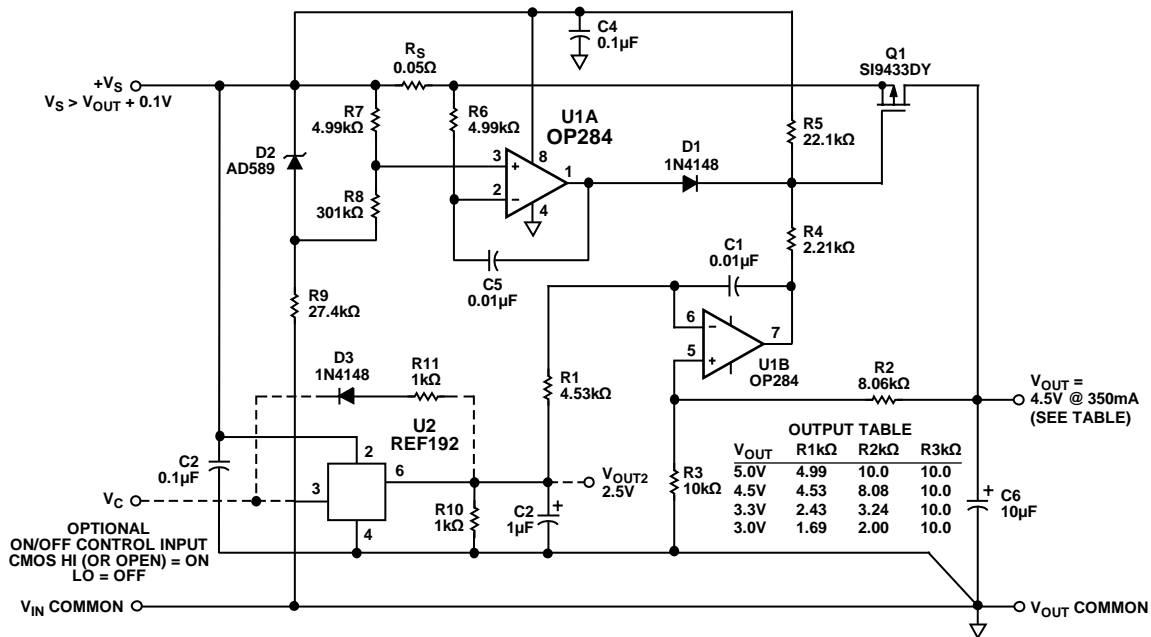 C4
0.1µF
RS
0.05Ω
Q1
SI9433DY
+VS
VS > VOUT + 0.1V
R7
4.99kΩ
R6
4.99kΩ
U1A
OP284
R5
22.1kΩ
D2
AD589
3
+
8
1
D1
1N4148
2
–
4
R8
301kΩ
R4
2.21kΩ
C5
0.01µF
C1
0.01µF
R9
27.4kΩ
6
–
7
5
+
U1B
OP284
D3
1N4148
R11
1kΩ
R1
4.53kΩ
R2
8.06kΩ
VOUT =
4.5V @ 350mA
(SEE TABLE)
U2
REF192
C2
0.1µF
2
6
3
4
VC
VOUT2
2.5V
R3
10kΩ
OUTPUT TABLE
VOUT R1kΩ R2kΩ R3kΩ
5.0V 4.99 10.0 10.0
4.5V 4.53 8.08 10.0
3.3V 2.43 3.24 10.0
3.0V 1.69 2.00 10.0
R10
1kΩ
C2
1µF
+
+
C6
10µF
OPTIONAL
ON/OFF CONTROL INPUT
CMOS HI (OR OPEN) = ON
LO = OFF
VIN COMMON
VOUT COMMON